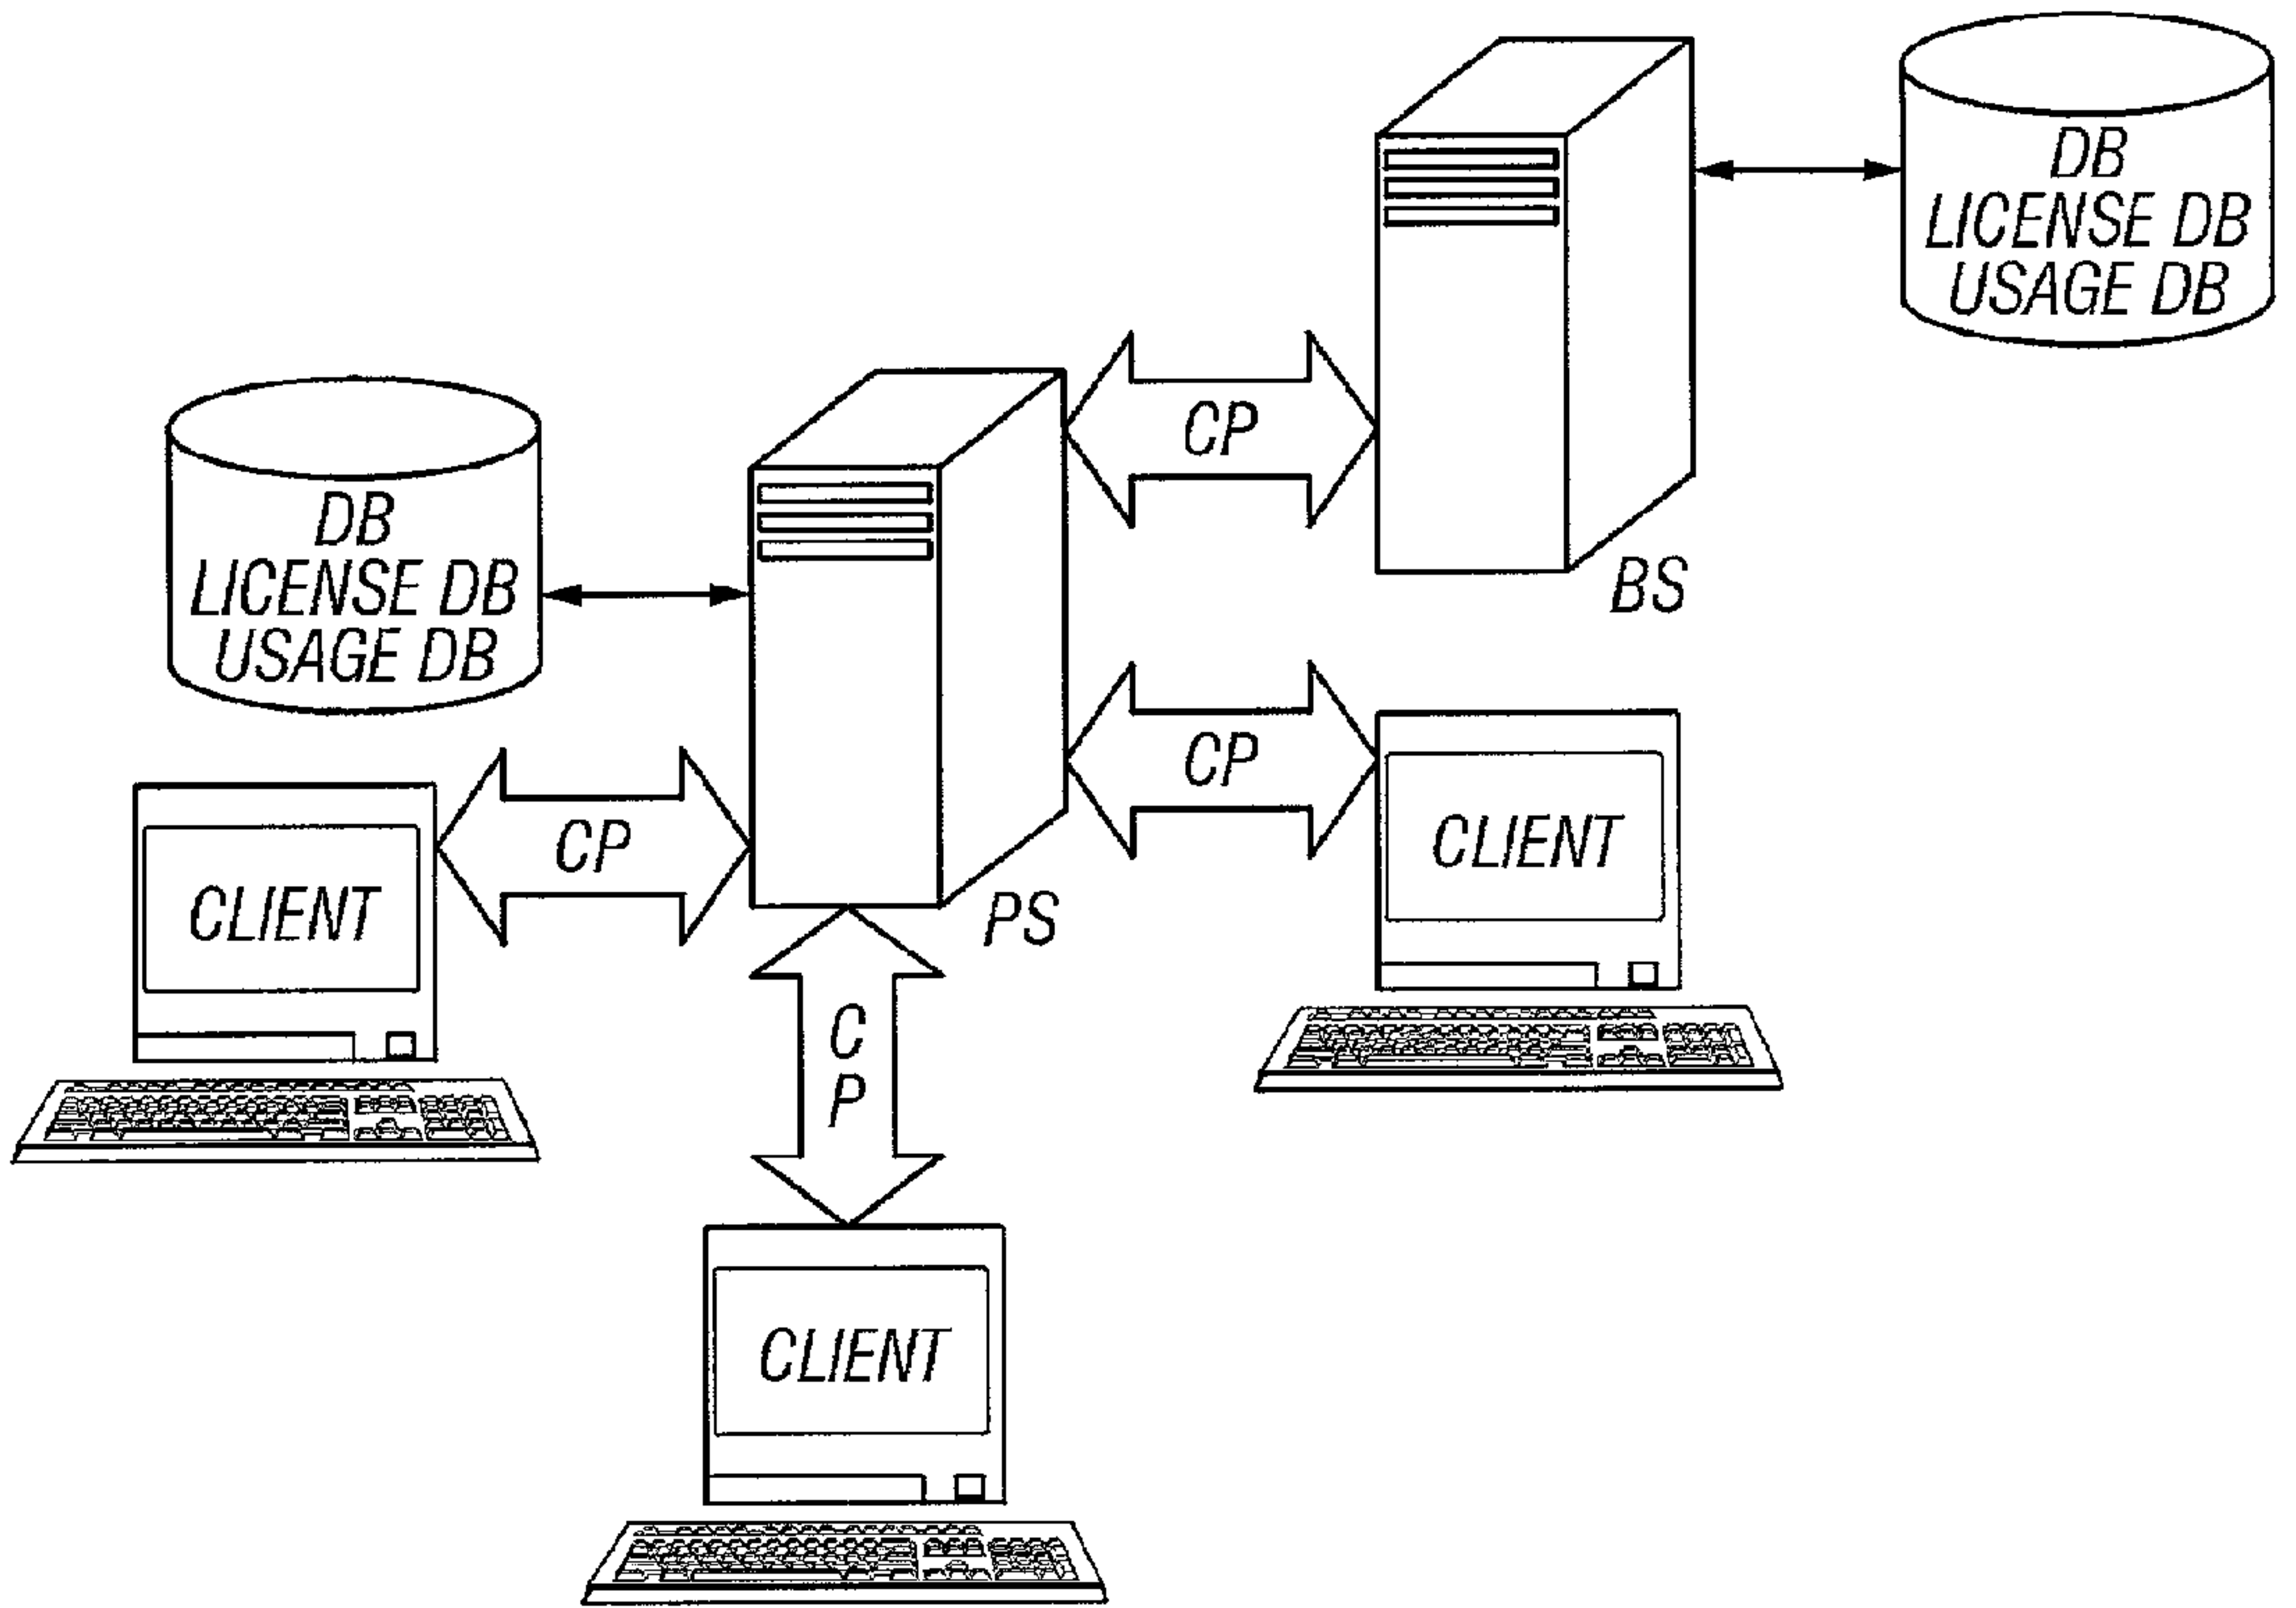 DB
LICENSE DB
USAGE DB
CP
DB
LICENSE DB
USAGE DB
BS
CP
CP
CLIENT
CLIENT
PS
C
P
CLIENT